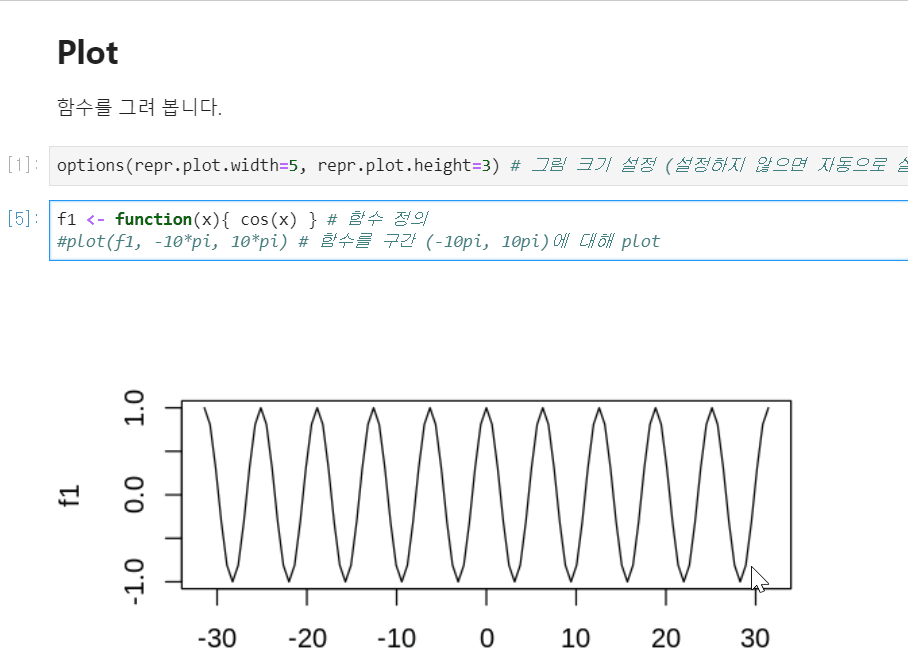 Plot
함수를 그려 봅니다.
[1]: options(repr.plot.width=5, repr.plot.height=3) # 그림 크기 설정 (설정하지 않으면 자동으로
[5]: f1 <- function(x){ cos(x) } # 함수 정의
#plot(f1, -10*pi, 10*pi) # 함수를 구간 (-10pi, 10pi)에 대해 plot
1.0
0.0
-1.0
f1
-30 -20 -10 0 10 20 30